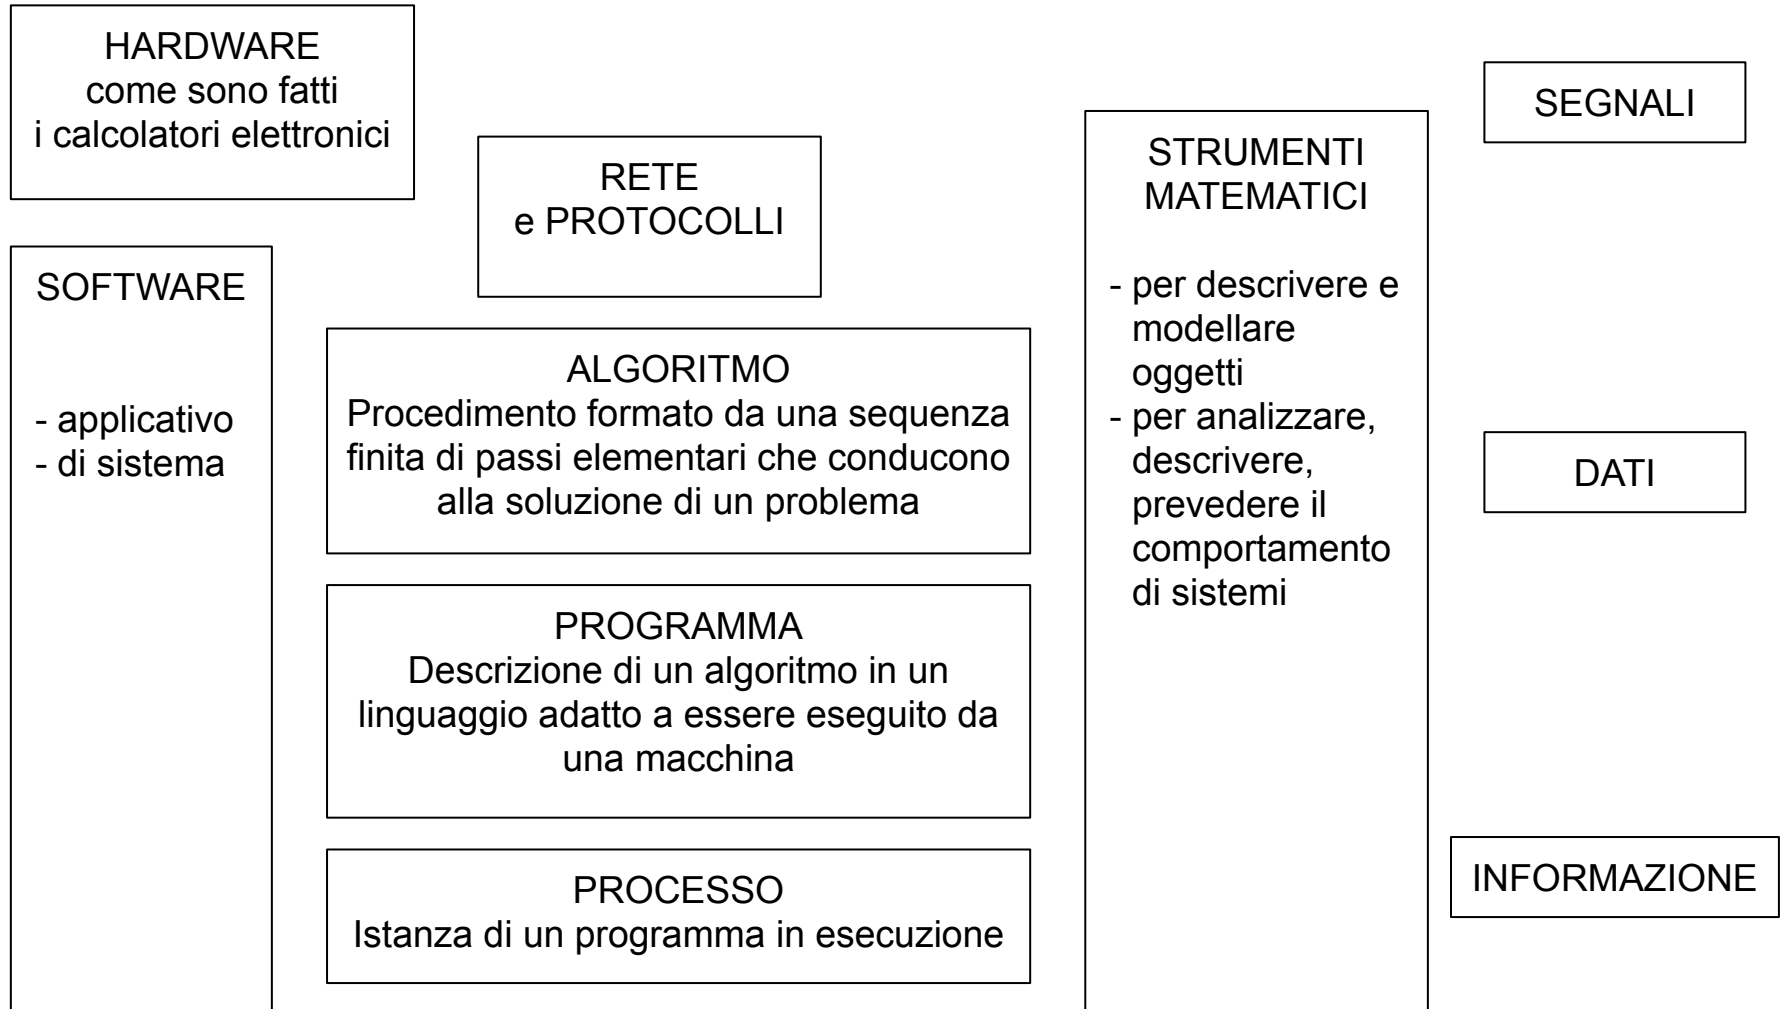 HARDWARE
come sono fatti
i calcolatori elettronici
SOFTWARE
- applicativo
- di sistema
RETE
e PROTOCOLLI
ALGORITMO
Procedimento formato da una sequenza
finita di passi elementari che conducono
alla soluzione di un problema
PROGRAMMA
Descrizione di un algoritmo in un
linguaggio adatto a essere eseguito da
una macchina
PROCESSO
Istanza di un programma in esecuzione
STRUMENTI
MATEMATICI
- per descrivere e
modellare
oggetti
- per analizzare,
descrivere,
prevedere il
comportamento
di sistemi
SEGNALI
DATI
INFORMAZIONE